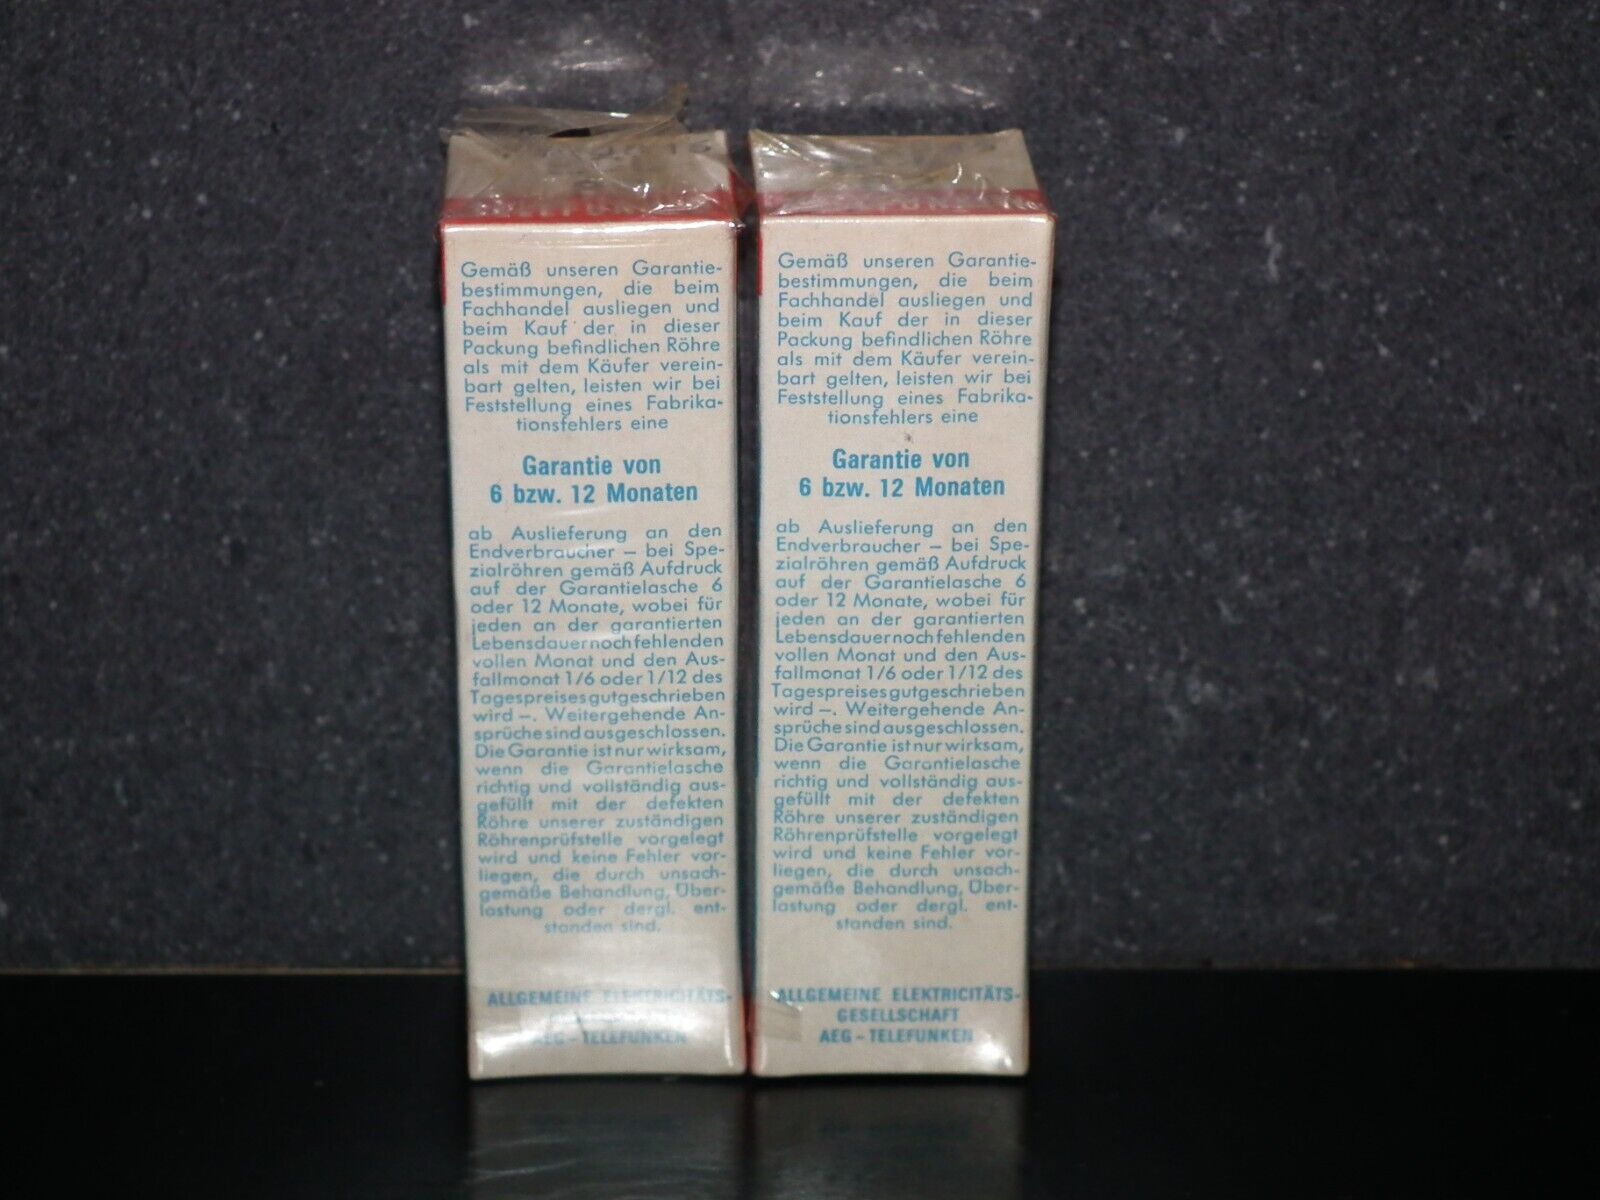 Gemäß unseren Garantie-
bestimmungen, die beim
Fachhandel ausliegen und
beim Kauf der in dieser
Packung befindlichen Röhre
als mit dem Käufer verein-
bart gelten, leisten wir bei
Feststellung eines Fabrika-
tionsfehlers eine
Garantie von
6 bzw. 12 Monaten
ab Auslieferung an den
Endverbraucher – bei Spe-
zialröhren gemäß Aufdruck
auf der Garantielasche 6
oder 12 Monate, wobei für
jeden an der garantierten
Lebensdauer noch fehlenden
vollen Monat und den Aus-
fallmonat 1/6 oder 1/12 des
Tagespreises gutgeschrieben
wird –. Weitergehende An-
sprüche sind ausgeschlossen.
Die Garantie ist nur wirksam,
wenn die Garantielasche
richtig und vollständig aus-
gefüllt mit der defekten
Röhre unserer zuständigen
Röhrenprüfstelle vorgelegt
wird und keine Fehler vor-
liegen, die durch unsach-
gemäße Behandlung, Über-
lastung oder dergl. ent-
standen sind.
ALLGEMEINE ELEKTRICITÄTS-
AEG – TELEFUNKEN
Gemäß unseren Garantie-
bestimmungen, die beim
Fachhandel ausliegen und
beim Kauf der in dieser
Packung befindlichen Röhre
als mit dem Käufer verein-
bart gelten, leisten wir bei
Feststellung eines Fabrika-
tionsfehlers eine
Garantie von
6 bzw. 12 Monaten
ab Auslieferung an den
Endverbraucher – bei Spe-
zialröhren gemäß Aufdruck
auf der Garantielasche 6
oder 12 Monate, wobei für
jeden an der garantierten
Lebensdauer noch fehlenden
vollen Monat und den Aus-
fallmonat 1/6 oder 1/12 des
Tagespreises gutgeschrieben
wird –. Weitergehende An-
sprüche sind ausgeschlossen.
Die Garantie ist nur wirksam,
wenn die Garantielasche
richtig und vollständig aus-
gefüllt mit der defekten
Röhre unserer zuständigen
Röhrenprüfstelle vorgelegt
wird und keine Fehler vor-
liegen, die durch unsach-
gemäße Behandlung, Über-
lastung oder dergl. ent-
standen sind.
ALLGEMEINE ELEKTRICITÄTS-
GESELLSCHAFT
AEG – TELEFUNKEN